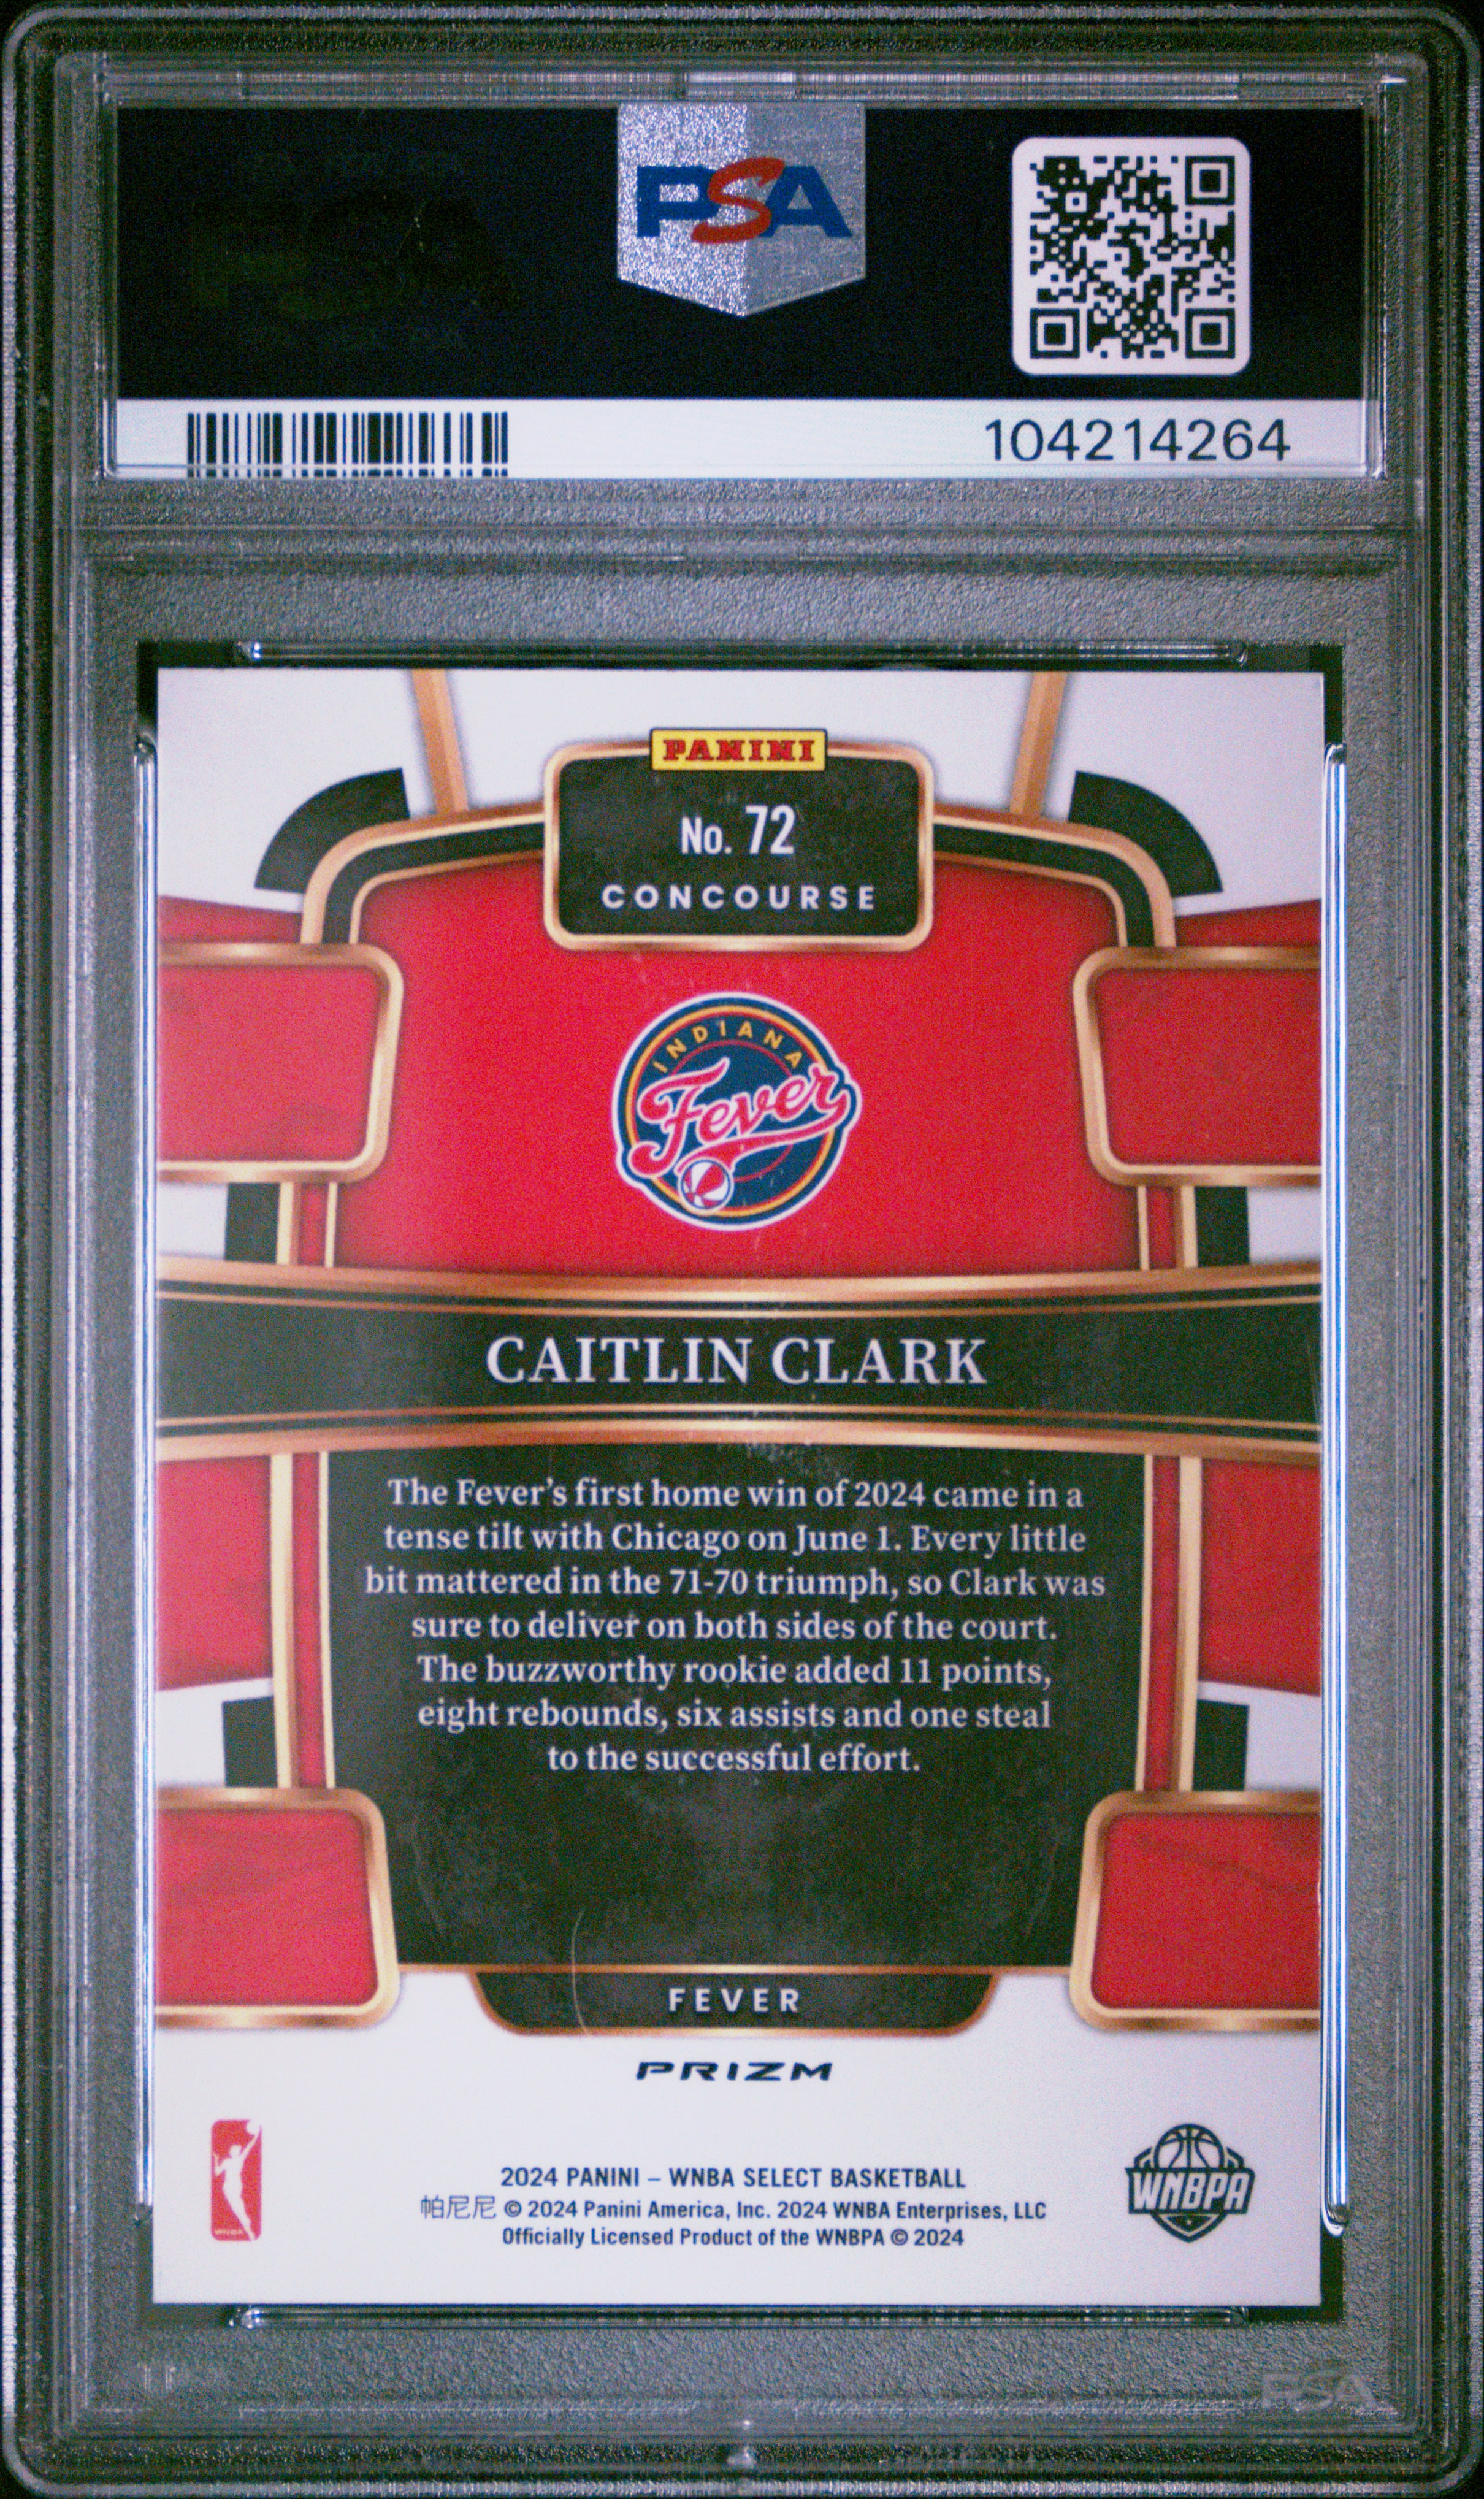 PSA
104214264
PANINI
No. 72
CONCOURSE
INDIANA
Fever
CAITLIN CLARK
The Fever's first home win of 2024 came in a
tense tilt with Chicago on June 1. Every little
bit mattered in the 71-70 triumph, so Clark was
sure to deliver on both sides of the court.
The buzzworthy rookie added 11 points,
eight rebounds, six assists and one steal
to the successful effort.
FEVER
PRIZM
WNBA
WNBPA
2024 PANINI – WNBA SELECT BASKETBALL
帕尼尼 © 2024 Panini America, Inc. 2024 WNBA Enterprises, LLC
Officially Licensed Product of the WNBPA © 2024
PSA